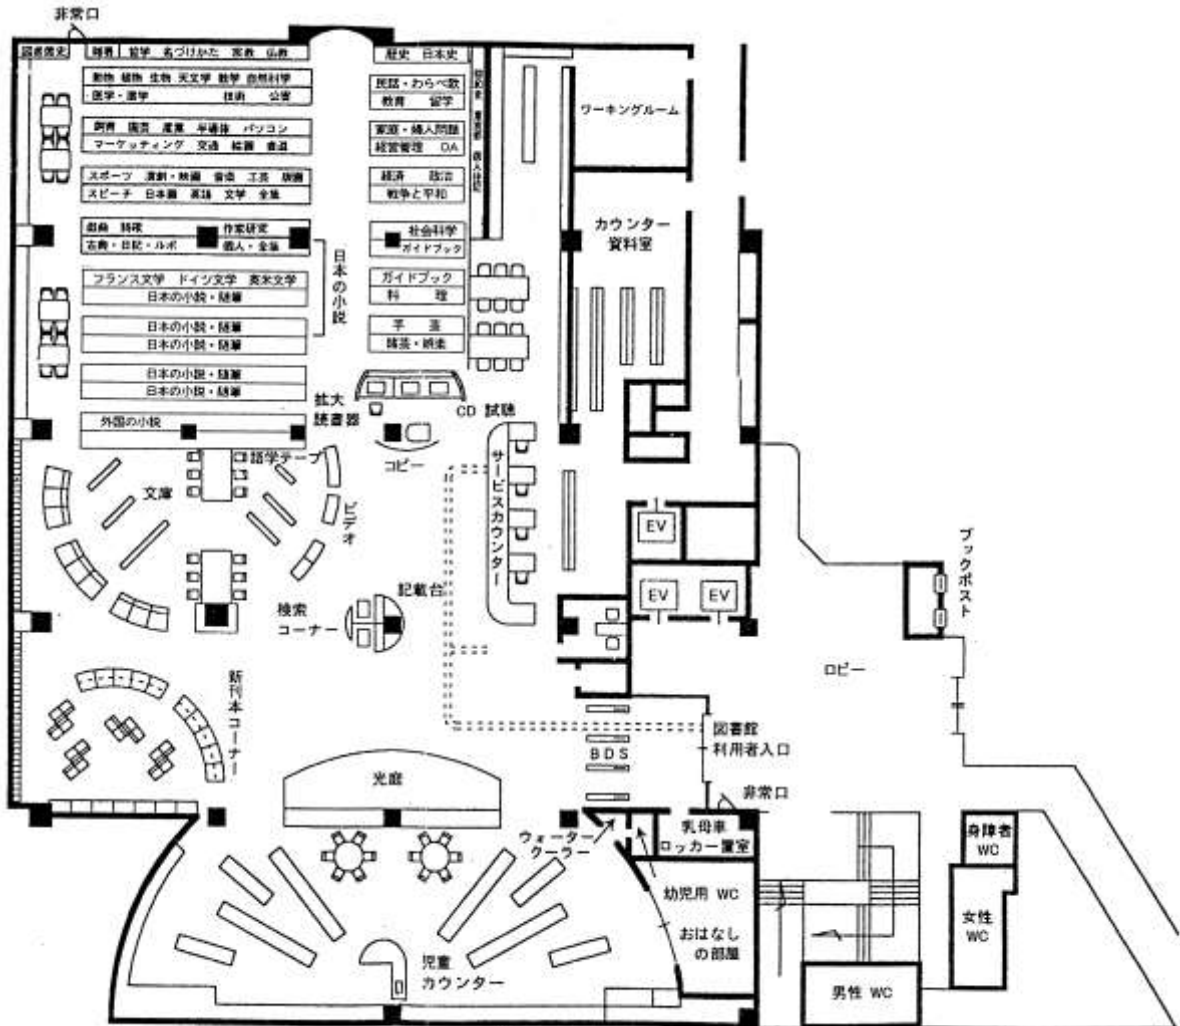 非常口
図書館史
辞書 留学 名づけかた 宗教 仏教
歴史 日本史
動物 植物 生物 天文学 数学 自然科学
医学・薬学 技術 公害
民話・わらべ歌
教育 留学
ワーキングルーム
飼育 園芸 産業 半導体 パソコン
マーケッティング 交通 絵画 書道
家庭・婦人問題
経営管理 OA
スポーツ 演劇・映画 音楽 工芸 版画
スピーチ 日本語 英語 文学 全集
経済 政治
戦争と平和
戯曲 詩歌 作家研究
古典・日記・ルポ 個人・全集
社会科学
ガイドブック
カウンター
資料室
日本の小説
フランス文学 ドイツ文学 英米文学
日本の小説・随筆
ガイドブック
料 理
日本の小説・随筆
日本の小説・随筆
手 芸
諸芸・娯楽
日本の小説・随筆
日本の小説・随筆
拡大
読書器
CD 試聴
外国の小説
コピー
語学テープ
文庫
ビデオ
サービスカウンター
EV
EV
EV
ブックポスト
記載台
検索
コーナー
ロビー
新刊本コーナー
図書館
利用者入口
BDS
光庭
非常口
ウォーター
クーラー
乳母車
ロッカー置室
身障者
WC
幼児用 WC
おはなし
の部屋
女性
WC
児童
カウンター
男性 WC